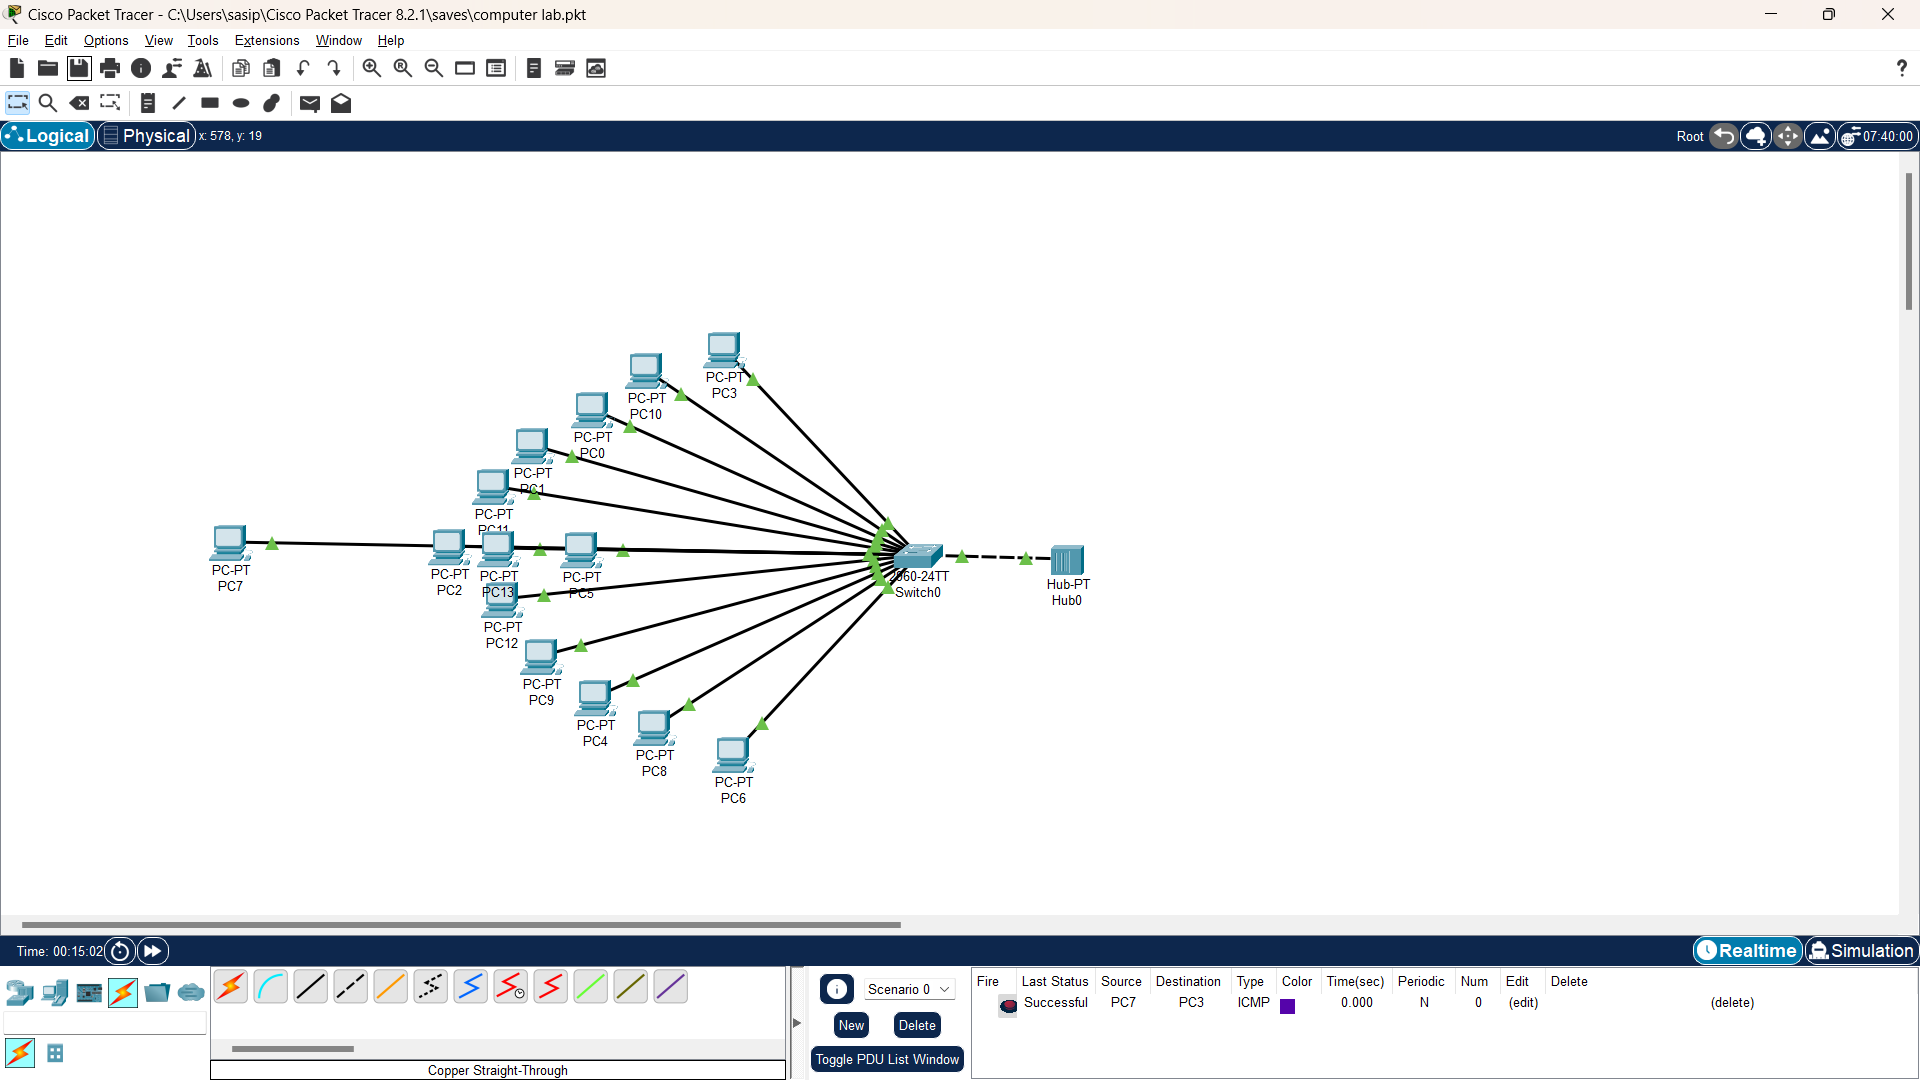 Cisco Packet Tracer - C:\Users\sasip\Cisco Packet Tracer 8.2.1\saves\computer lab.pkt
File Edit Options View Tools Extensions Window Help
?
Logical Physical x: 578, y: 19 Root 07:40:00
PC-PT
PC3
PC-PT
PC10
PC-PT
PC0
PC-PT
PC1
PC-PT
PC11
PC-PT
PC7
PC-PT
PC2
PC-PT
PC13
PC-PT
PC5
2960-24TT
Switch0
Hub-PT
Hub0
PC-PT
PC12
PC-PT
PC9
PC-PT
PC4
PC-PT
PC8
PC-PT
PC6
Time: 00:15:02 Realtime Simulation
Scenario 0
New Delete
Toggle PDU List Window
Fire Last Status Source Destination Type Color Time(sec) Periodic Num Edit Delete
Successful PC7 PC3 ICMP 0.000 N 0 (edit) (delete)
Copper Straight-Through